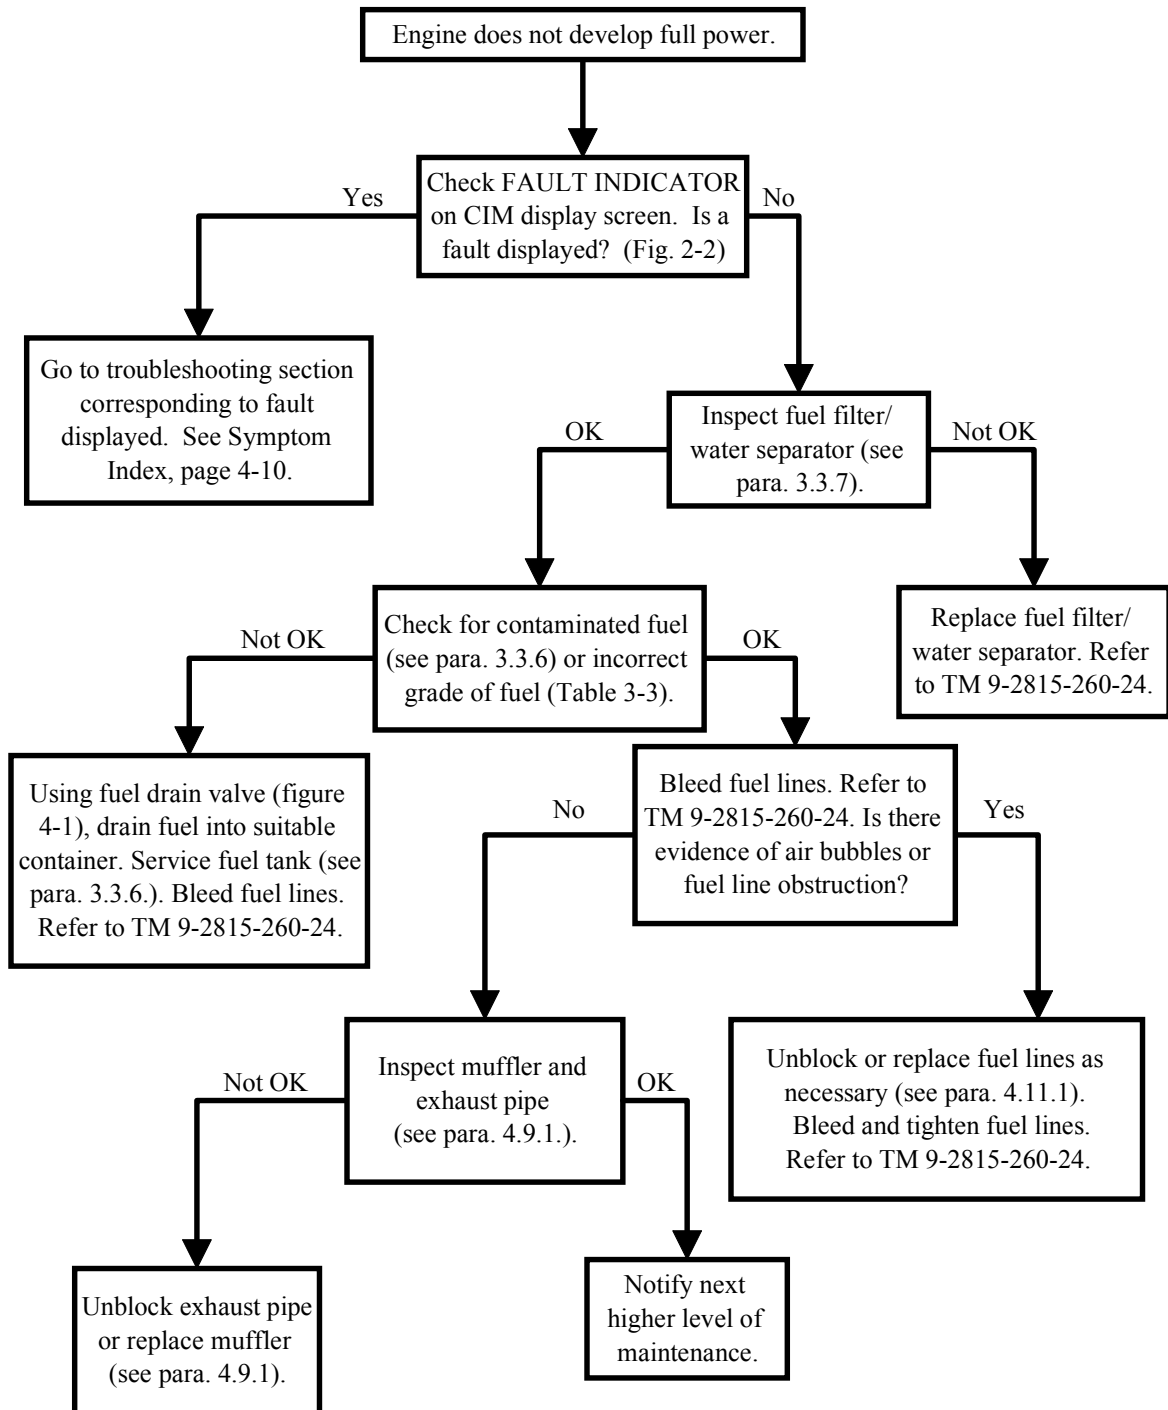 Engine does not develop full power.
Check FAULT INDICATOR
on CIM display screen.  Is a
fault displayed?  (Fig. 2-2)
Yes
No
Go to troubleshooting section
corresponding to fault
displayed.  See Symptom
Index, page 4-10.
Inspect fuel filter/
water separator (see
para. 3.3.7).
OK
Not OK
Check for contaminated fuel
(see para. 3.3.6) or incorrect
grade of fuel (Table 3-3).
Not OK
OK
Replace fuel filter/
water separator. Refer
to TM 9-2815-260-24.
Using fuel drain valve (figure
4-1), drain fuel into suitable
container. Service fuel tank (see
para. 3.3.6.). Bleed fuel lines.
Refer to TM 9-2815-260-24.
Bleed fuel lines. Refer to
TM 9-2815-260-24. Is there
evidence of air bubbles or
fuel line obstruction?
No
Yes
Inspect muffler and
exhaust pipe
(see para. 4.9.1.).
Not OK
OK
Unblock or replace fuel lines as
necessary (see para. 4.11.1).
Bleed and tighten fuel lines.
Refer to TM 9-2815-260-24.
Unblock exhaust pipe
or replace muffler
(see para. 4.9.1).
Notify next
higher level of
maintenance.